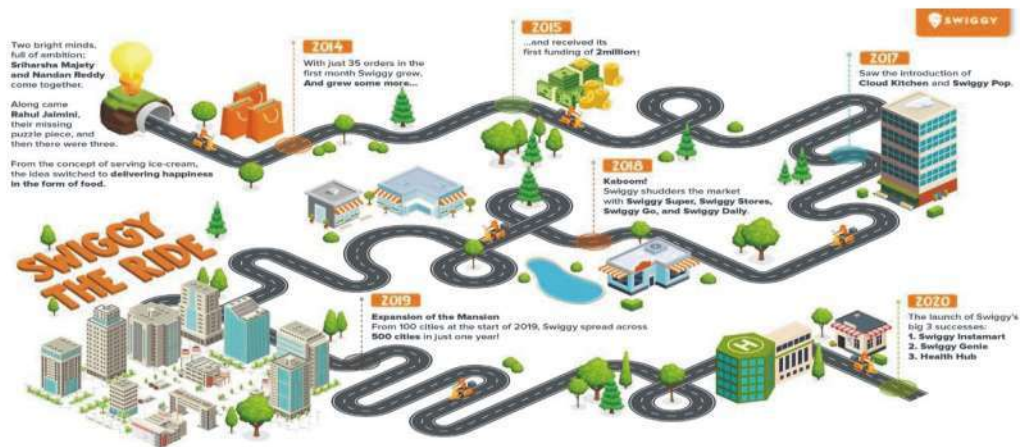 SWIGGY
Two bright minds,
full of ambition;
Sriharsha Majety
and Nandan Reddy
come together.
Along came
Rahul Jaimini,
their missing
puzzle piece, and
then there were three.
From the concept of serving ice-cream,
the idea switched to delivering happiness
in the form of food.
2014
With just 35 orders in the
first month Swiggy grew,
And grew some more...
2015
...and received its
first funding of 2million!
2017
Saw the introduction of
Cloud Kitchen and Swiggy Pop.
2018
Kaboom!
Swiggy shudders the market
with Swiggy Super, Swiggy Stores,
Swiggy Go, and Swiggy Daily.
SWIGGY
THE RIDE
2019
Expansion of the Mansion
From 100 cities at the start of 2019, Swiggy spread across
500 cities in just one year!
H
2020
The launch of Swiggy's
big 3 successes:
1. Swiggy Instamart
2. Swiggy Genie
3. Health Hub